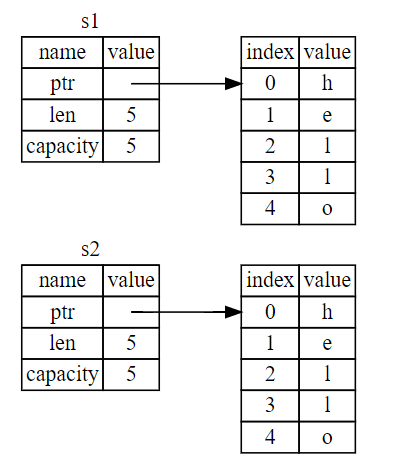 s1
name value
ptr
len 5
capacity 5
index value
0 h
1 e
2 l
3 l
4 o
s2
name value
ptr
len 5
capacity 5
index value
0 h
1 e
2 l
3 l
4 o